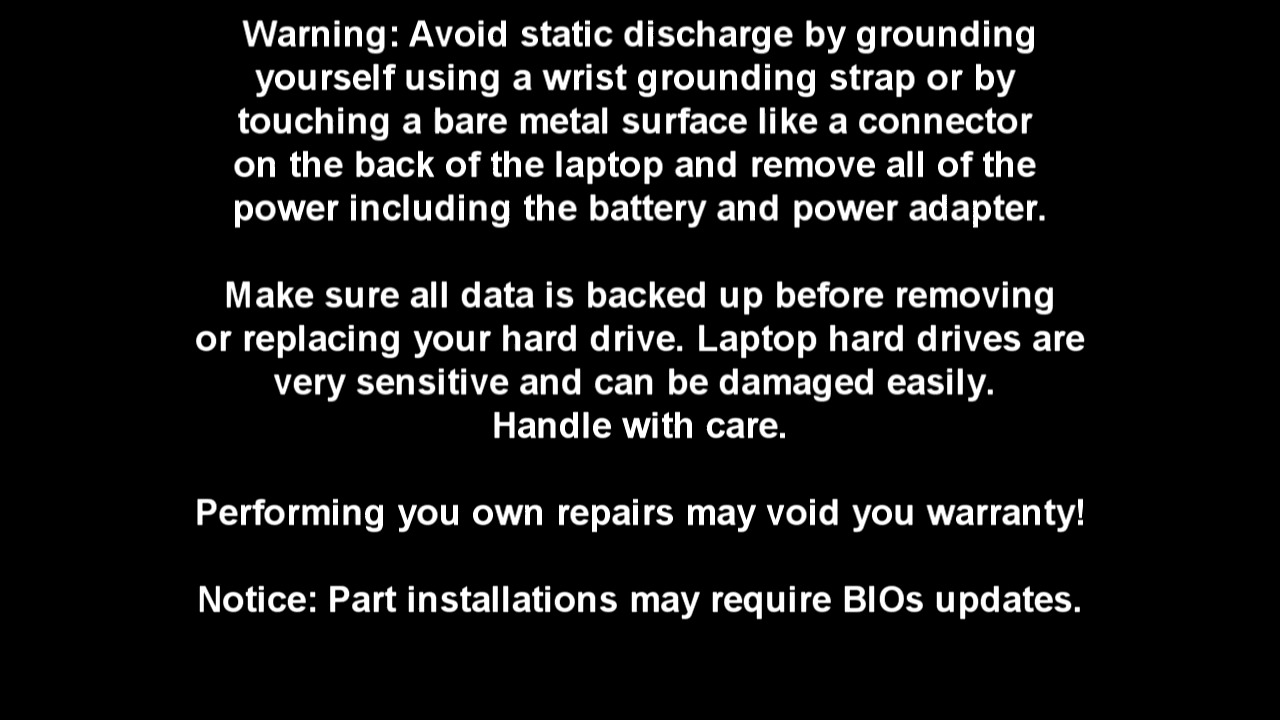 Warning: Avoid static discharge by grounding
yourself using a wrist grounding strap or by
touching a bare metal surface like a connector
on the back of the laptop and remove all of the
power including the battery and power adapter.
Make sure all data is backed up before removing
or replacing your hard drive. Laptop hard drives are
very sensitive and can be damaged easily.
Handle with care.
Performing you own repairs may void you warranty!
Notice: Part installations may require BIOs updates.